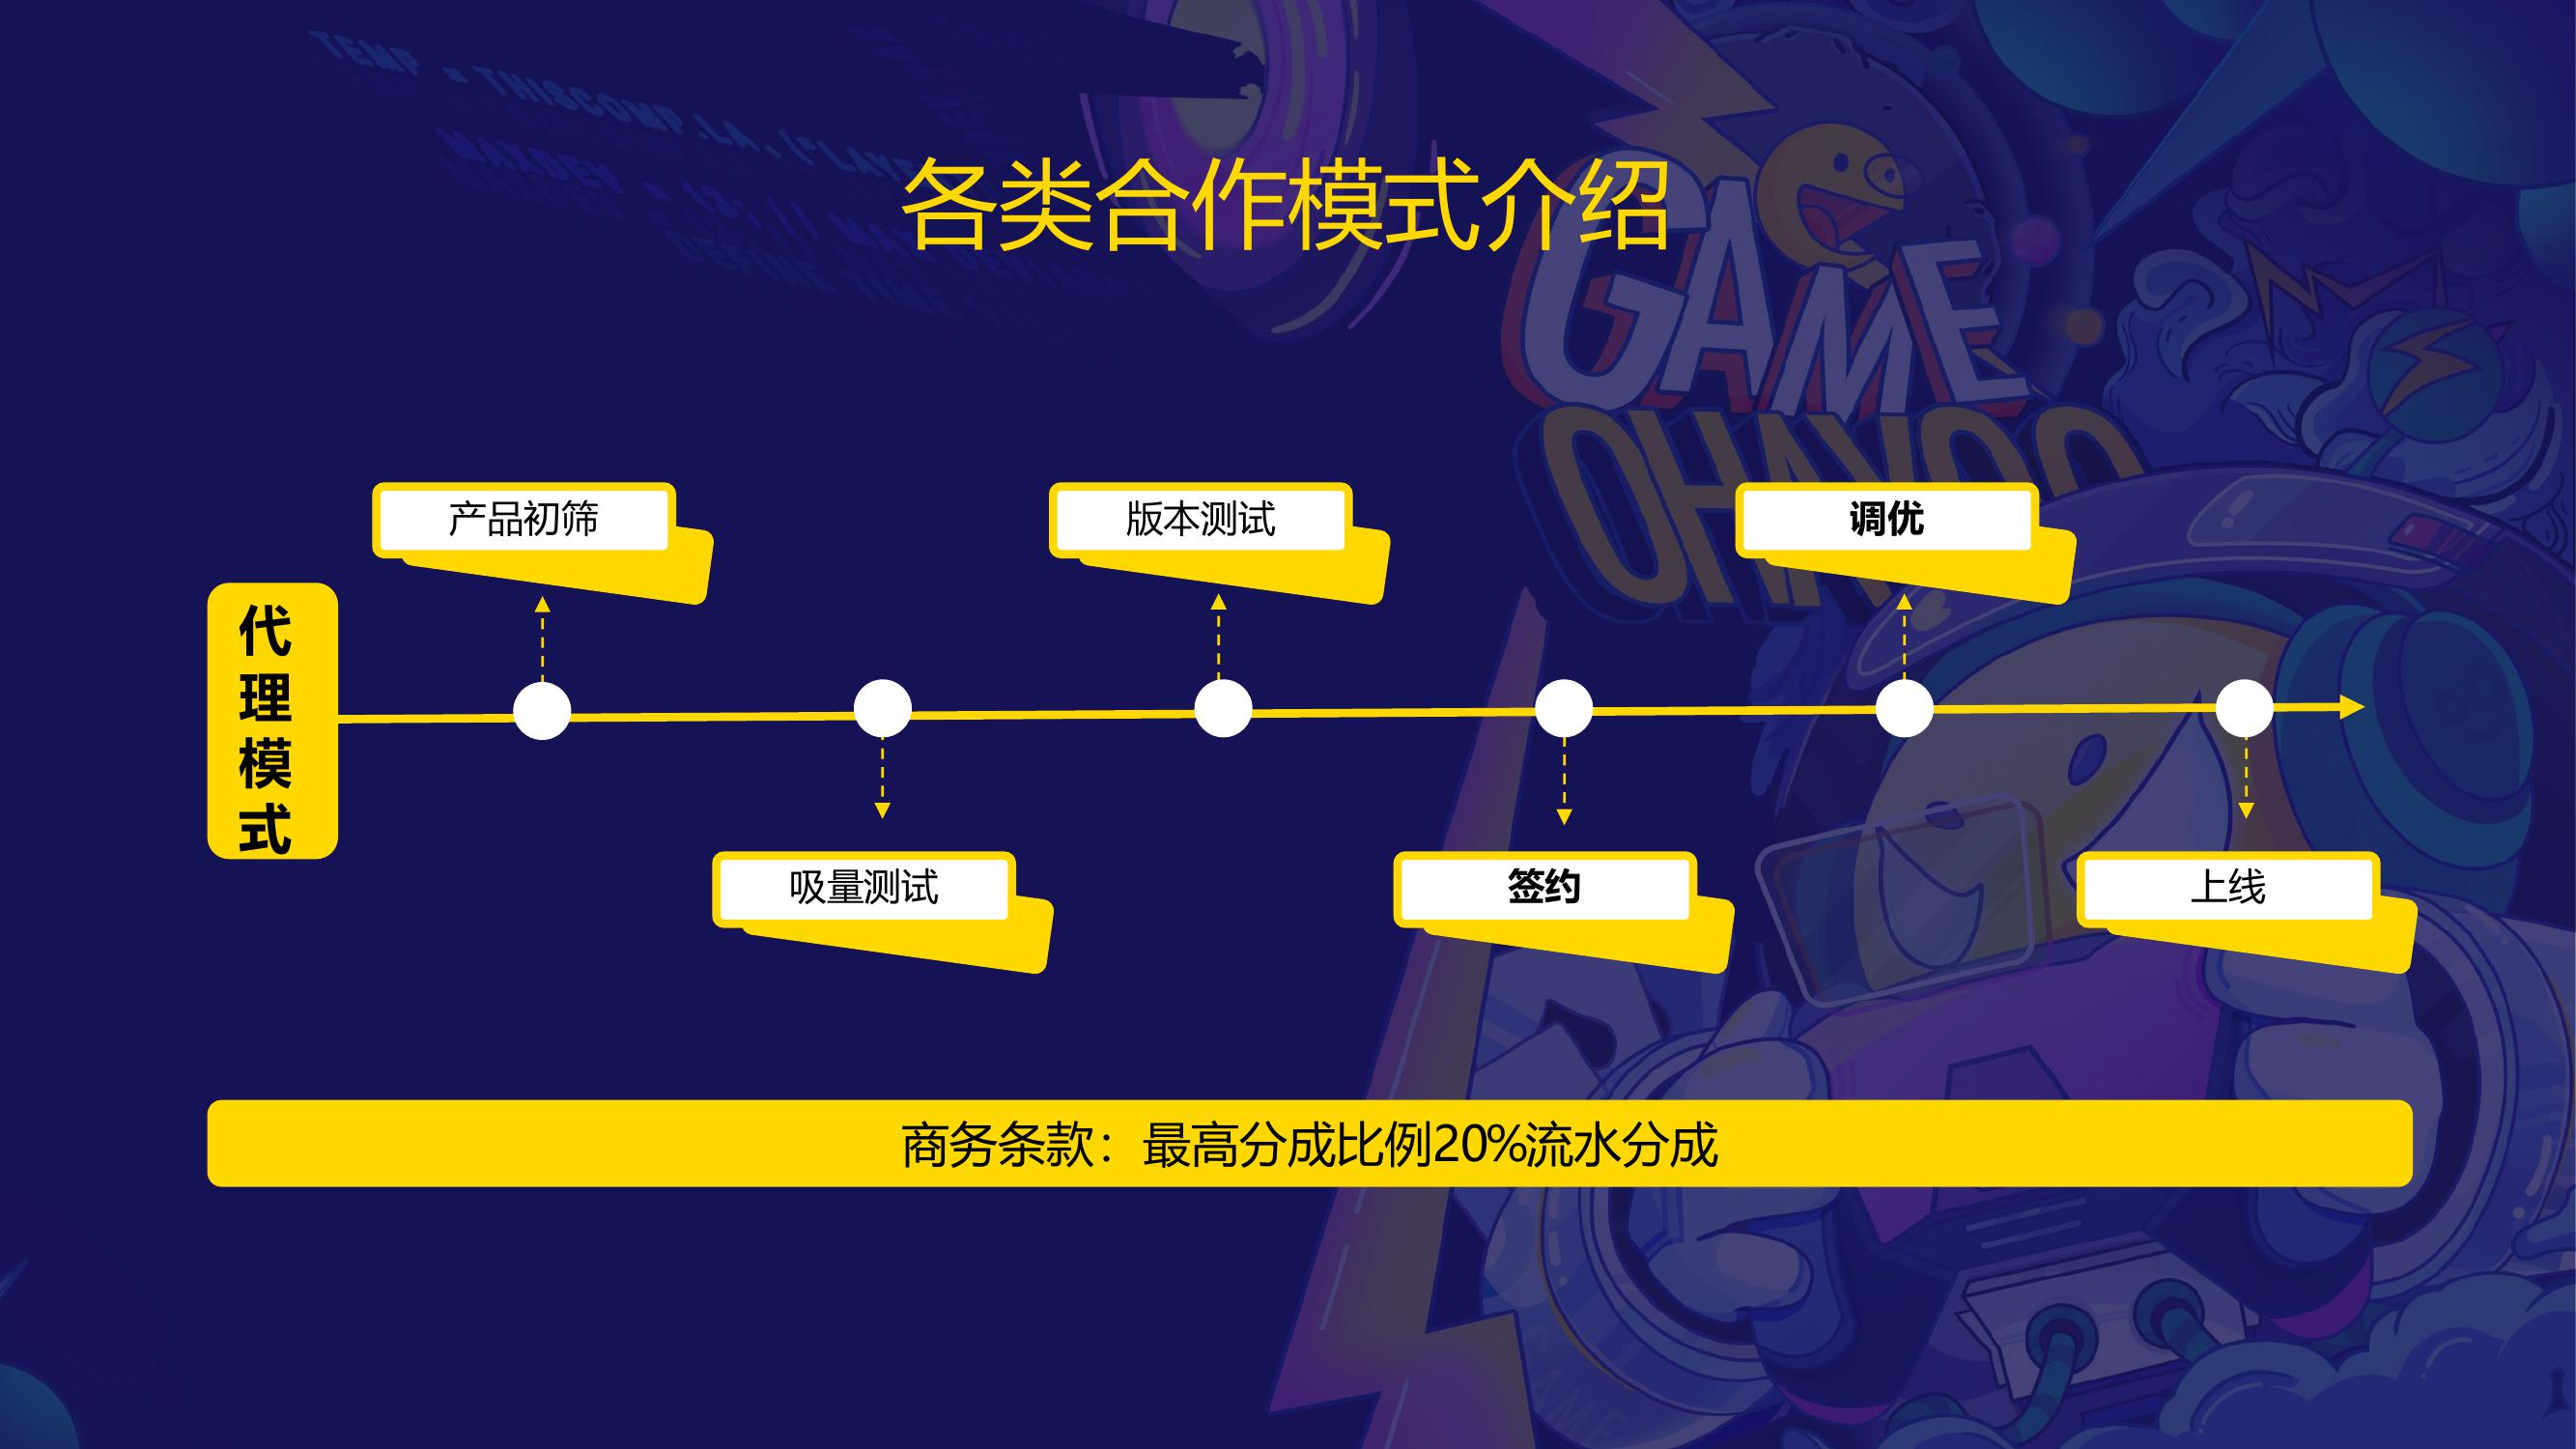 各类合作模式介绍
GAME
OHAYOO
产品初筛
版本测试
调优
代
理
模
式
吸量测试
签约
上线
商务条款：最高分成比例20%流水分成